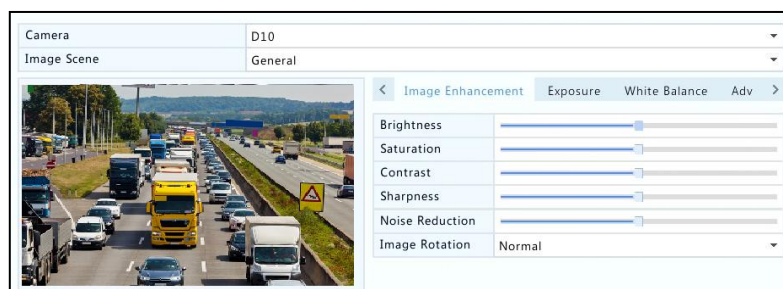 Camera D10
Image Scene General
< Image Enhancement Exposure White Balance Adv >
Brightness
Saturation
Contrast
Sharpness
Noise Reduction
Image Rotation Normal